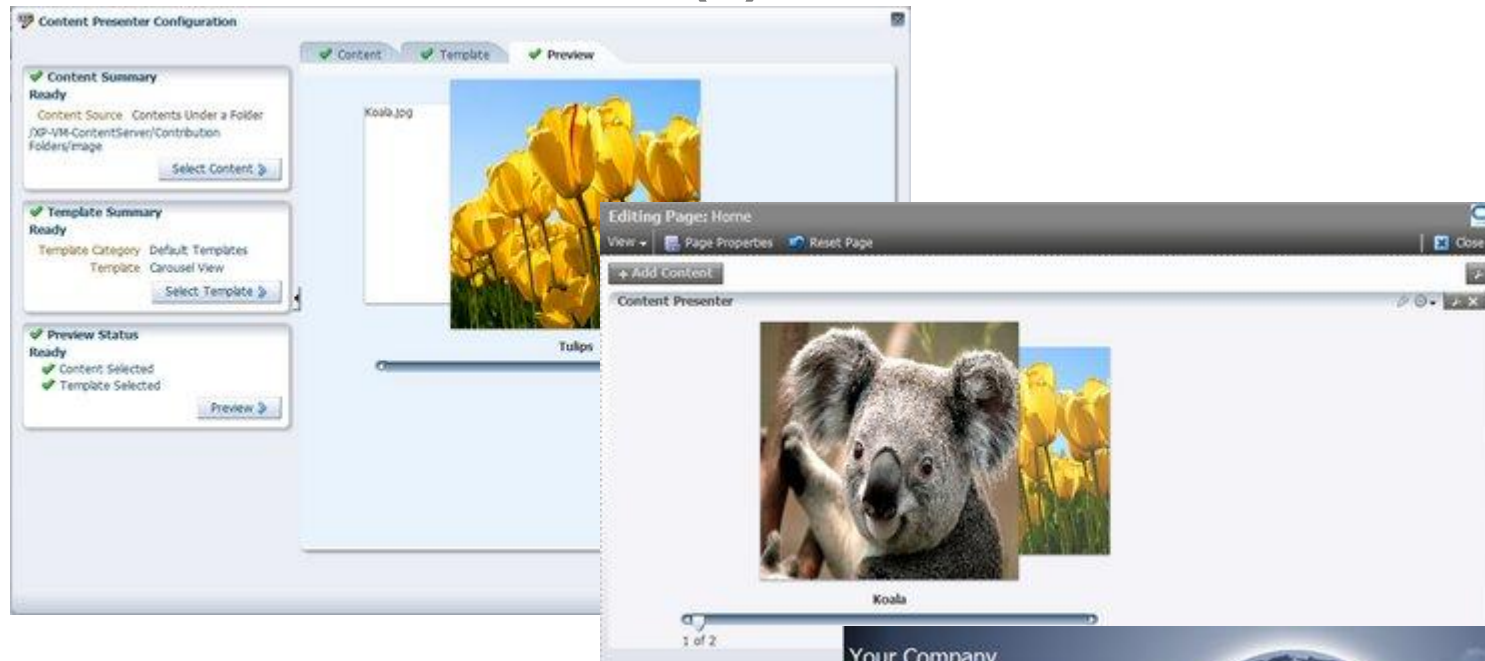 Content Presenter Configuration
Content
Template
Preview
Content Summary
Ready
Content Source Contents Under a Folder
/XP-VM-ContentServer/Contribution
Folders/image
Select Content
Template Summary
Ready
Template Category Default Templates
Template Carousel View
Select Template
Preview Status
Ready
Content Selected
Template Selected
Preview
Koala.jpg
Tulips
Editing Page: Home
View Page Properties Reset Page
Close
+ Add Content
Content Presenter
Koala
1 of 2
Your Company